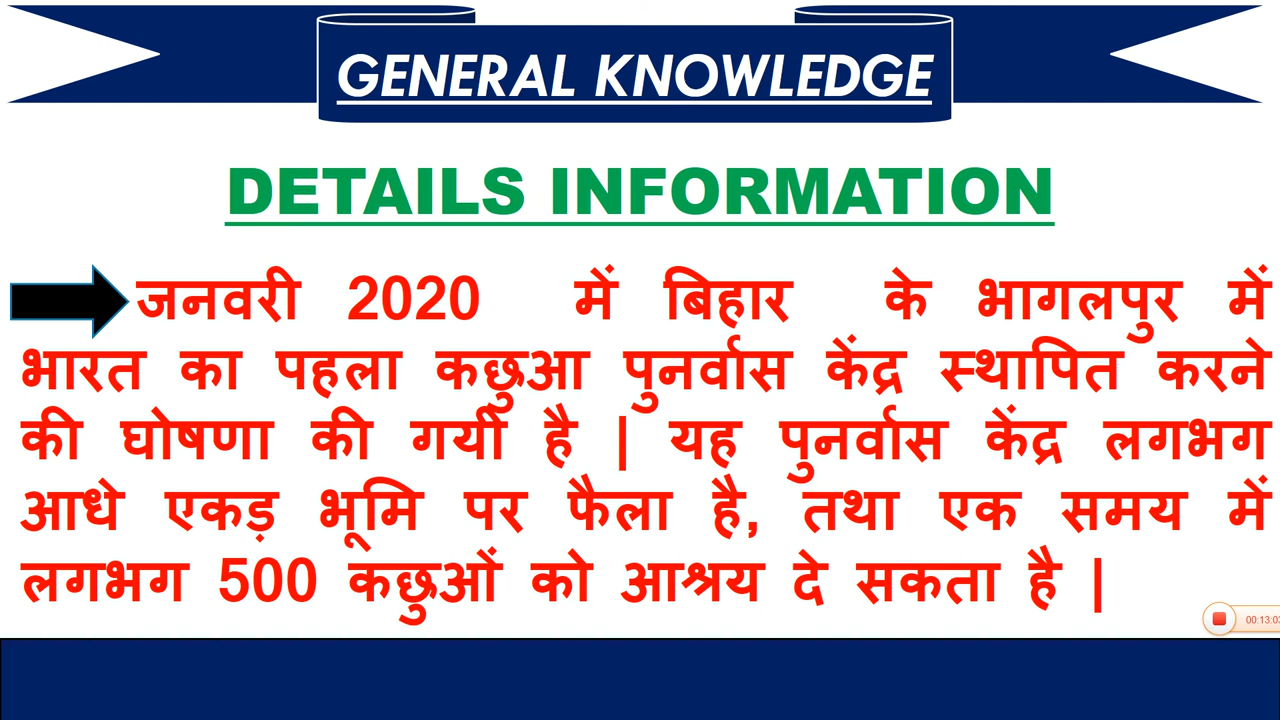 GENERAL KNOWLEDGE
DETAILS INFORMATION
जनवरी 2020 में बिहार के भागलपुर में
भारत का पहला कछुआ पुनर्वास केंद्र स्थापित करने
की घोषणा की गयी है |  यह पुनर्वास केंद्र लगभग
आधे एकड़ भूमि पर फैला है, तथा एक समय में
लगभग 500 कछुओं को आश्रय दे सकता है |